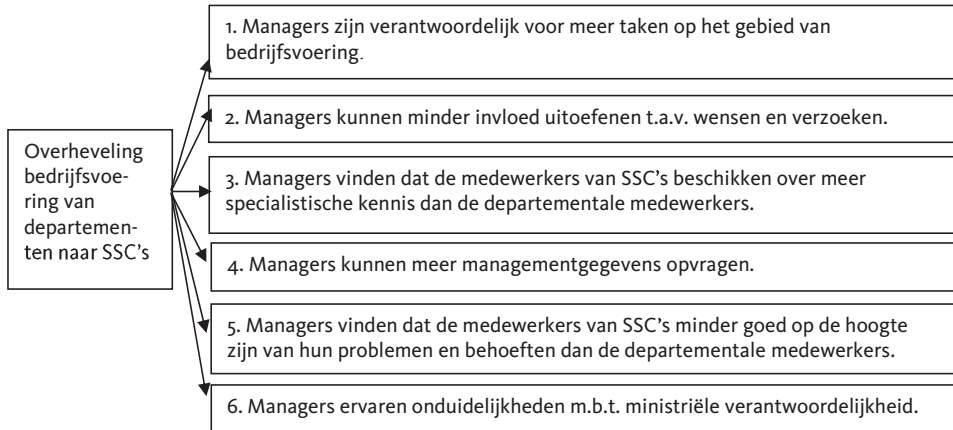 1. Managers zijn verantwoordelijk voor meer taken op het gebied van
bedrijfsvoering.
2. Managers kunnen minder invloed uitoefenen t.a.v. wensen en verzoeken.
Overheveling
bedrijfsvoe-
ring van
departemen-
ten naar SSC's
3. Managers vinden dat de medewerkers van SSC's beschikken over meer
specialistische kennis dan de departementale medewerkers.
4. Managers kunnen meer managementgegevens opvragen.
5. Managers vinden dat de medewerkers van SSC's minder goed op de hoogte
zijn van hun problemen en behoeften dan de departementale medewerkers.
6. Managers ervaren onduidelijkheden m.b.t. ministriële verantwoordelijkheid.